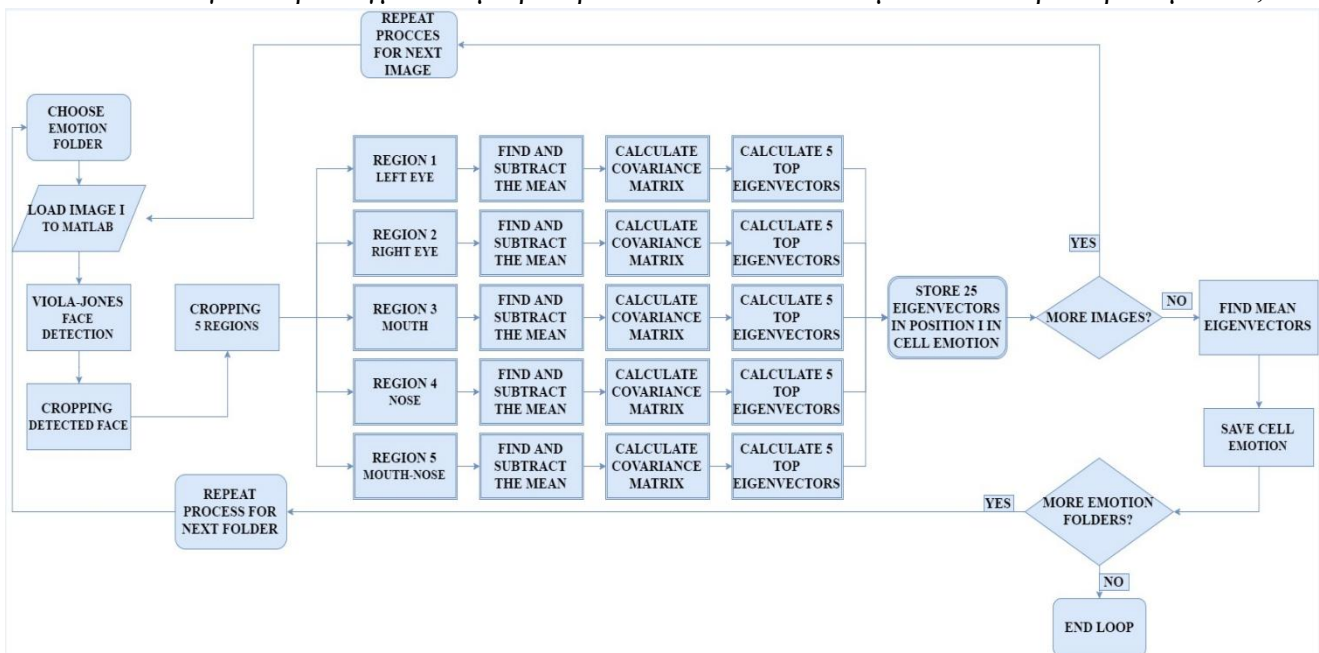 REPEAT
PROCCES
FOR NEXT
IMAGE
CHOOSE
EMOTION
FOLDER
LOAD IMAGE I
TO MATLAB
VIOLA-JONES
FACE
DETECTION
CROPPING
DETECTED FACE
CROPPING
5 REGIONS
REGION 1
LEFT EYE
FIND AND
SUBTRACT
THE MEAN
CALCULATE
COVARIANCE
MATRIX
CALCULATE 5
TOP
EIGENVECTORS
REGION 2
RIGHT EYE
FIND AND
SUBTRACT
THE MEAN
CALCULATE
COVARIANCE
MATRIX
CALCULATE 5
TOP
EIGENVECTORS
REGION 3
MOUTH
FIND AND
SUBTRACT
THE MEAN
CALCULATE
COVARIANCE
MATRIX
CALCULATE 5
TOP
EIGENVECTORS
REGION 4
NOSE
FIND AND
SUBTRACT
THE MEAN
CALCULATE
COVARIANCE
MATRIX
CALCULATE 5
TOP
EIGENVECTORS
REGION 5
MOUTH-NOSE
FIND AND
SUBTRACT
THE MEAN
CALCULATE
COVARIANCE
MATRIX
CALCULATE 5
TOP
EIGENVECTORS
STORE 25
EIGENVECTORS
IN POSITION I IN
CELL EMOTION
MORE IMAGES?
YES
NO
FIND MEAN
EIGENVECTORS
SAVE CELL
EMOTION
MORE EMOTION
FOLDERS?
YES
REPEAT
PROCESS FOR
NEXT FOLDER
NO
END LOOP